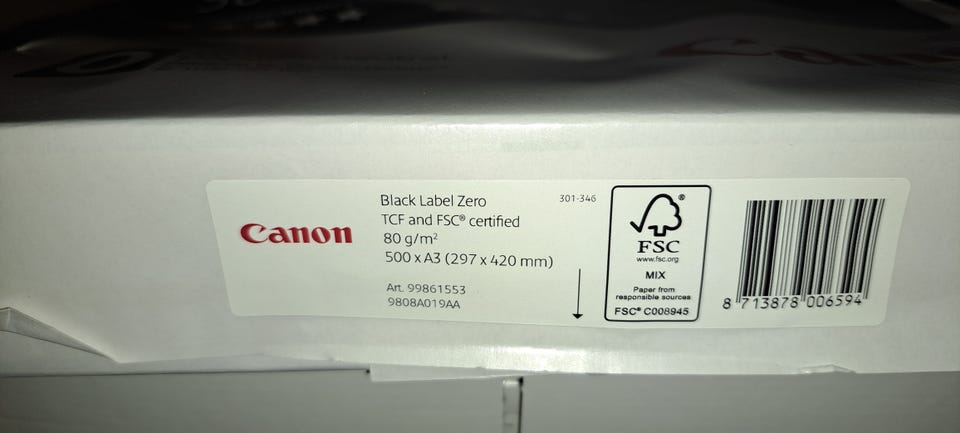 Canon
Black Label Zero
TCF and FSC® certified
80 g/m²
500 x A3 (297 x 420 mm)
Art. 99861553
9808A019AA
301-346
FSC
www.fsc.org
MIX
Paper from
responsible sources
FSC® C008945
8 713878 006594